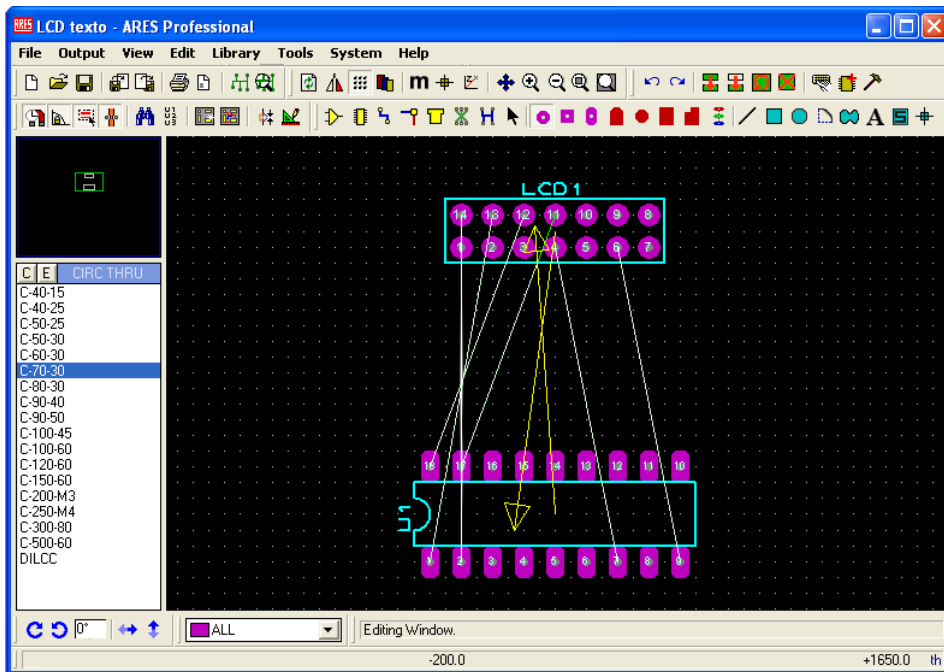 ARES LCD texto - ARES Professional
File Output View Edit Library Tools System Help
m
A S
LCD1
14 13 12 11 10 9 8
1 2 3 4 5 6 7
C E CIRC THRU
C-40-15
C-40-25
C-50-25
C-50-30
C-60-30
C-70-30
C-80-30
C-90-40
C-90-50
C-100-45
C-100-60
C-120-60
C-150-60
C-200-M3
C-250-M4
C-300-80
C-500-60
DILCC
18 17 16 15 14 13 12 11 10
U1
1 2 3 4 5 6 7 8 9
0° ALL Editing Window.
-200.0 +1650.0 th